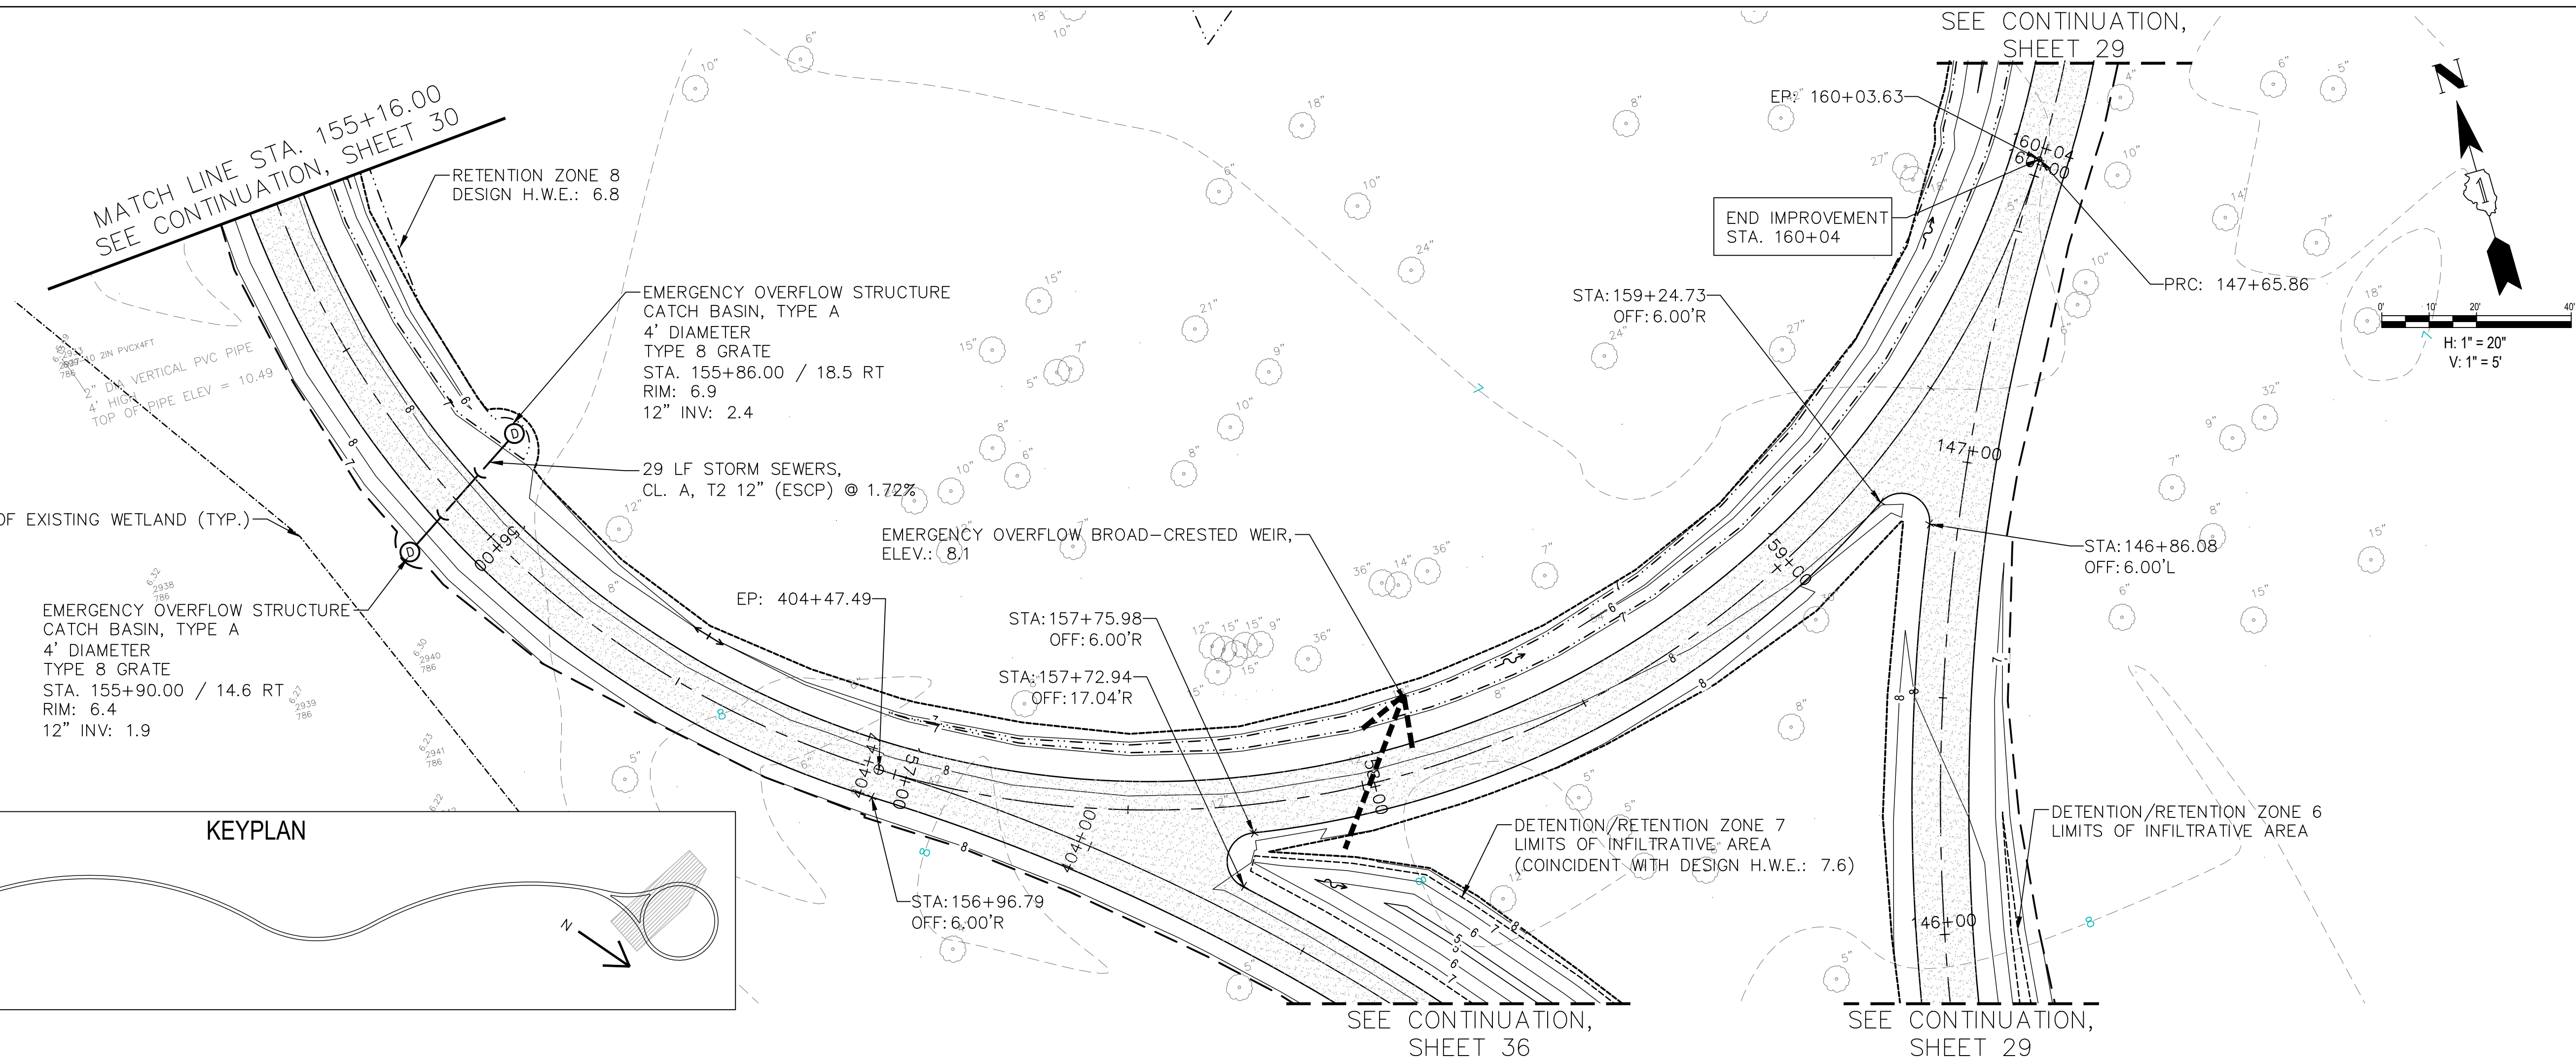 SEE CONTINUATION,
SHEET 29
MATCH LINE STA. 155+16.00
SEE CONTINUATION, SHEET 30
RETENTION ZONE 8
DESIGN H.W.E.: 6.8
EMERGENCY OVERFLOW STRUCTURE
CATCH BASIN, TYPE A
4' DIAMETER
TYPE 8 GRATE
STA. 155+86.00 / 18.5 RT
RIM: 6.9
12" INV: 2.4
29 LF STORM SEWERS,
CL. A, T2 12" (ESCP) @ 1.72%
2" DIA VERTICAL PVC PIPE
4' HIGH
TOP OF PIPE ELEV = 10.49
OF EXISTING WETLAND (TYP.)
EMERGENCY OVERFLOW STRUCTURE
CATCH BASIN, TYPE A
4' DIAMETER
TYPE 8 GRATE
STA. 155+90.00 / 14.6 RT
RIM: 6.4
12" INV: 1.9
EP: 404+47.49
EMERGENCY OVERFLOW BROAD-CRESTED WEIR,
ELEV.: 8.1
STA:157+75.98
OFF:6.00'R
STA:157+72.94
OFF:17.04'R
STA:156+96.79
OFF:6.00'R
EP: 160+03.63
160+04
END IMPROVEMENT
STA. 160+04
PRC: 147+65.86
STA:159+24.73
OFF:6.00'R
STA:146+86.08
OFF:6.00'L
147+00
146+00
404+00
404+47
DETENTION/RETENTION ZONE 7
LIMITS OF INFILTRATIVE AREA
(COINCIDENT WITH DESIGN H.W.E.: 7.6)
DETENTION/RETENTION ZONE 6
LIMITS OF INFILTRATIVE AREA
N
0' 10' 20' 40'
H: 1" = 20"
V: 1" = 5'
KEYPLAN
N
SEE CONTINUATION,
SHEET 36
SEE CONTINUATION,
SHEET 29